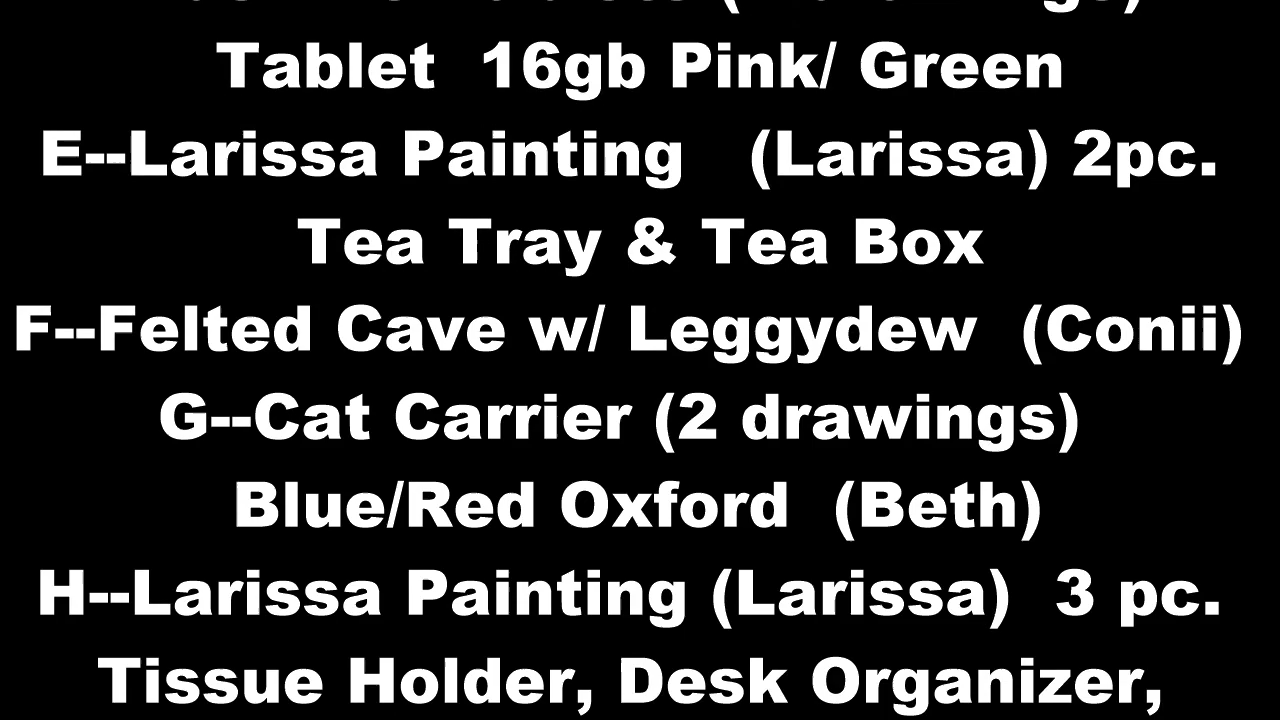 Tablet  16gb Pink/ Green
E--Larissa Painting   (Larissa) 2pc.
Tea Tray & Tea Box
F--Felted Cave w/ Leggydew  (Conii)
G--Cat Carrier (2 drawings)
Blue/Red Oxford  (Beth)
H--Larissa Painting (Larissa)  3 pc.
Tissue Holder, Desk Organizer,